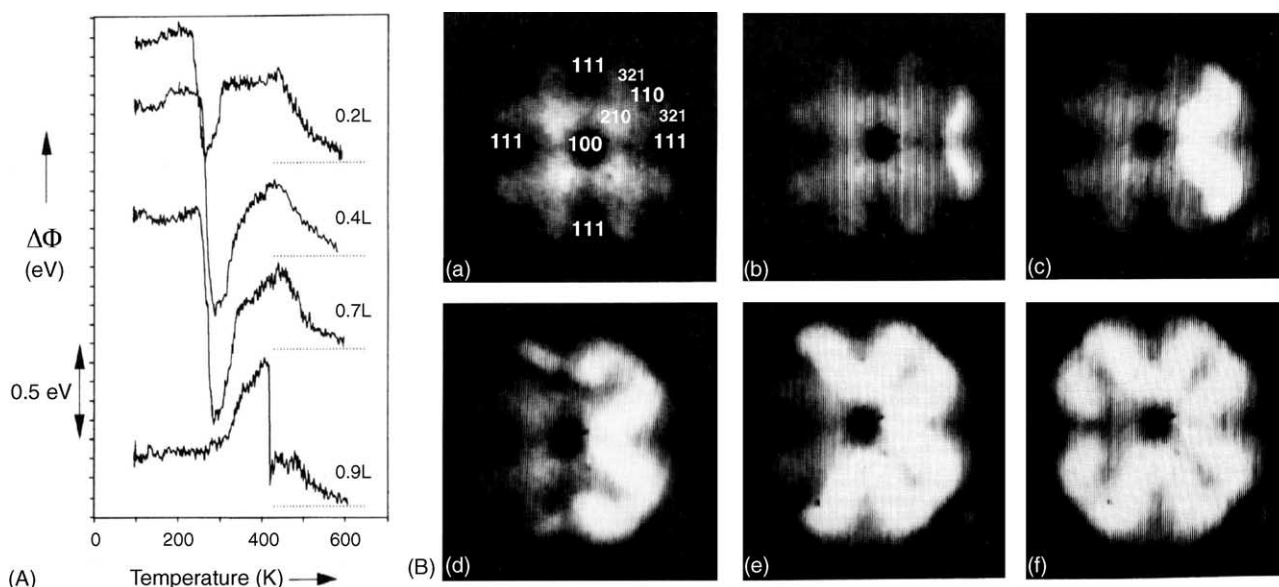 ΔΦ
(eV)
0.5 eV
0.2L
0.4L
0.7L
0.9L
0 200 400 600
(A) Temperature (K)
111
321
110
210
321
111 100 111
111
(a)
(b)
(c)
(B) (d)
(e)
(f)